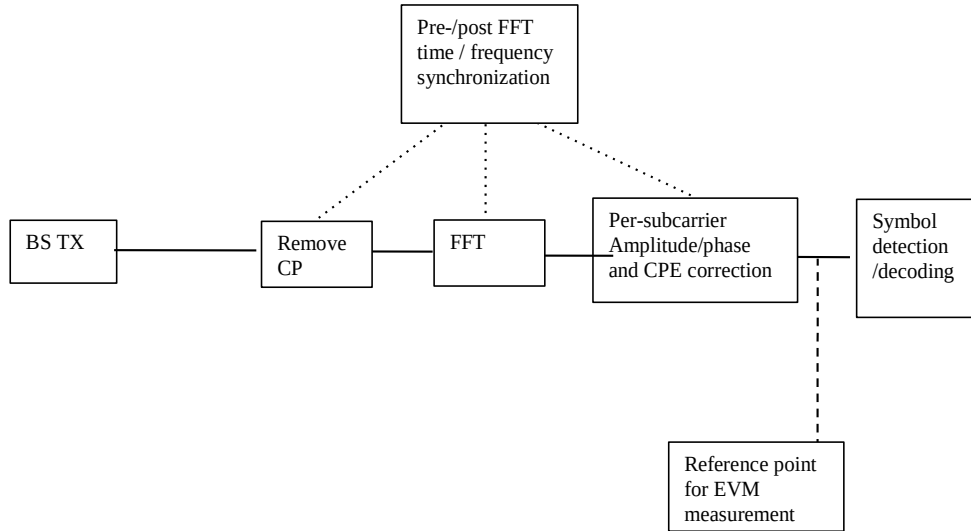 Pre-/post FFT
time / frequency
synchronization
BS TX
Remove
CP
FFT
Per-subcarrier
Amplitude/phase
and CPE correction
Symbol
detection
/decoding
Reference point
for EVM
measurement